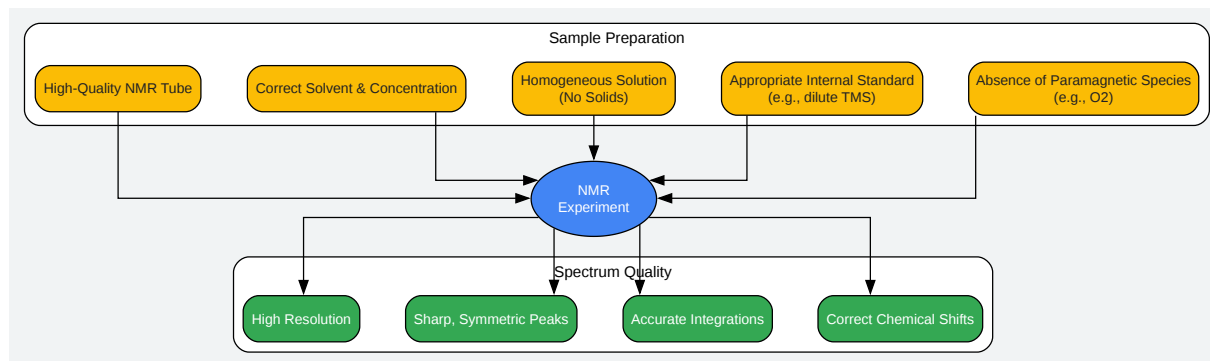 Sample Preparation
High-Quality NMR Tube
Correct Solvent & Concentration
Homogeneous Solution
(No Solids)
Appropriate Internal Standard
(e.g., dilute TMS)
Absence of Paramagnetic Species
(e.g., O2)
NMR
Experiment
Spectrum Quality
High Resolution
Sharp, Symmetric Peaks
Accurate Integrations
Correct Chemical Shifts